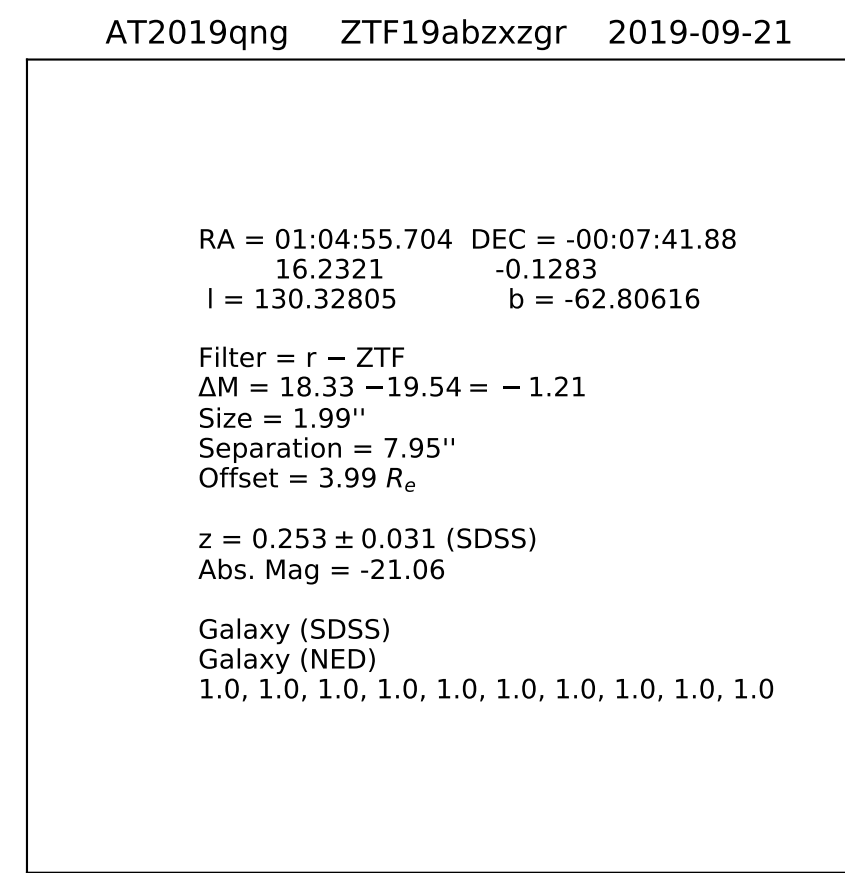 AT2019qng ZTF19abzxzgr 2019-09-21
RA = 01:04:55.704 DEC = -00:07:41.88
16.2321 -0.1283
l = 130.32805 b = -62.80616
Filter = r − ZTF
ΔM = 18.33 −19.54 = − 1.21
Size = 1.99''
Separation = 7.95''
Offset = 3.99 Rₑ
z = 0.253 ± 0.031 (SDSS)
Abs. Mag = -21.06
Galaxy (SDSS)
Galaxy (NED)
1.0, 1.0, 1.0, 1.0, 1.0, 1.0, 1.0, 1.0, 1.0, 1.0